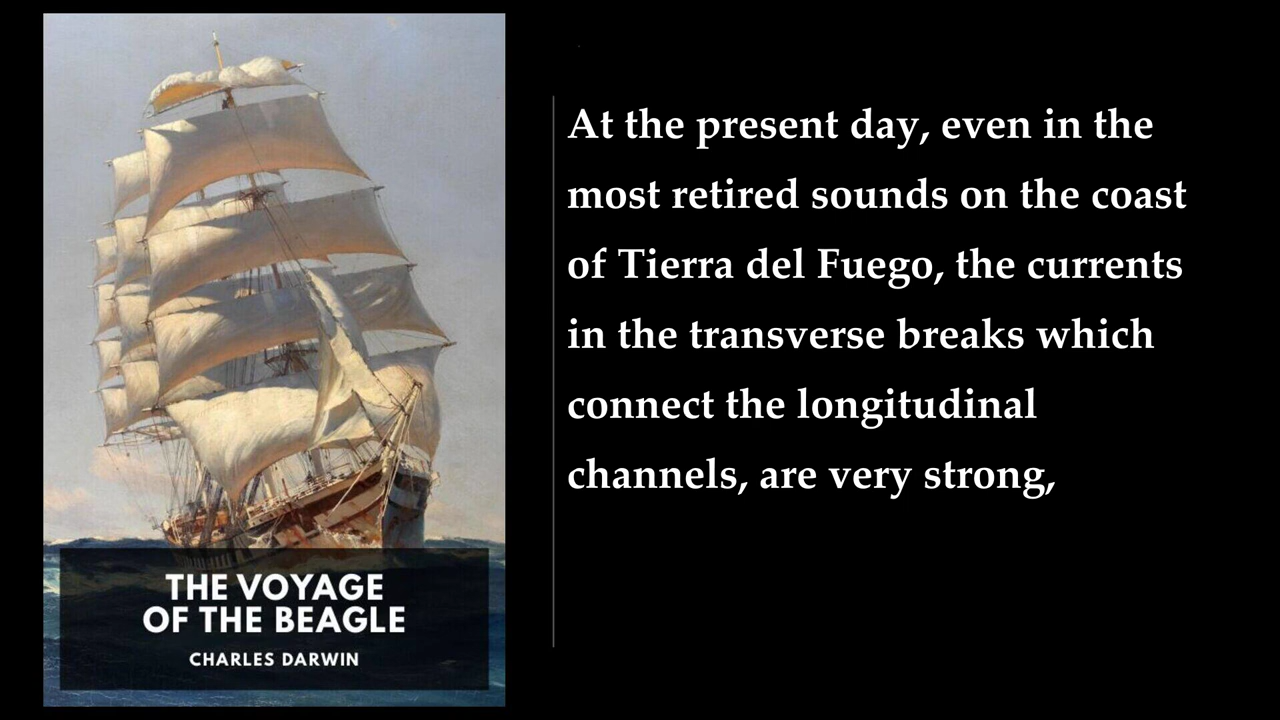 At the present day, even in the
most retired sounds on the coast
of Tierra del Fuego, the currents
in the transverse breaks which
connect the longitudinal
channels, are very strong,
THE VOYAGE
OF THE BEAGLE
CHARLES DARWIN